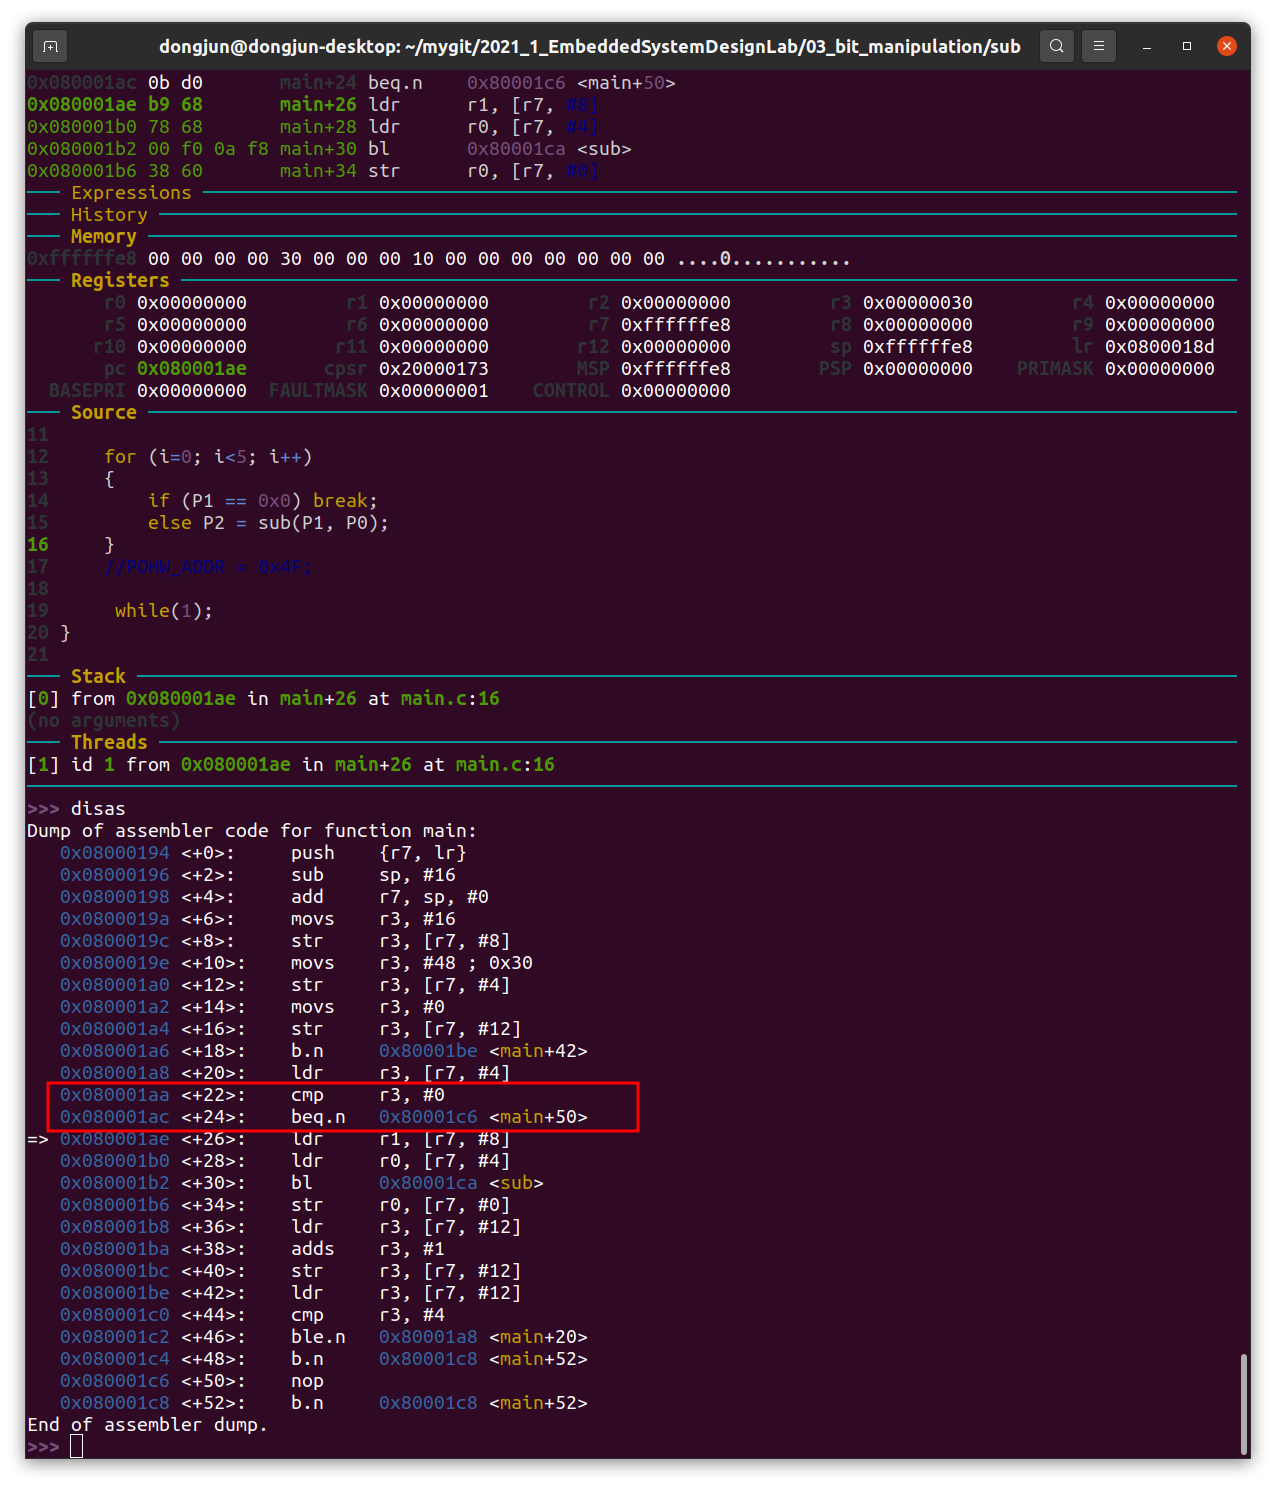 dongjun@dongjun-desktop: ~/mygit/2021_1_EmbeddedSystemDesignLab/03_bit_manipulation/sub
0x080001ac 0b d0       main+24 beq.n    0x80001c6 <main+50>
0x080001ae b9 68       main+26 ldr      r1, [r7, #8]
0x080001b0 78 68       main+28 ldr      r0, [r7, #4]
0x080001b2 00 f0 0a f8 main+30 bl       0x80001ca <sub>
0x080001b6 38 60       main+34 str      r0, [r7, #0]
─── Expressions
─── History
─── Memory
0xffffffe8 00 00 00 00 30 00 00 00 10 00 00 00 00 00 00 00 ....0...........
─── Registers
r0 0x00000000 r1 0x00000000 r2 0x00000000 r3 0x00000030 r4 0x00000000
r5 0x00000000 r6 0x00000000 r7 0xffffffe8 r8 0x00000000 r9 0x00000000
r10 0x00000000 r11 0x00000000 r12 0x00000000 sp 0xffffffe8 lr 0x0800018d
pc 0x080001ae cpsr 0x20000173 MSP 0xffffffe8 PSP 0x00000000 PRIMASK 0x00000000
BASEPRI 0x00000000 FAULTMASK 0x00000001 CONTROL 0x00000000
─── Source
11
12     for (i=0; i<5; i++)
13     {
14         if (P1 == 0x0) break;
15         else P2 = sub(P1, P0);
16     }
17     //P0HW_ADDR = 0x4F;
18
19      while(1);
20 }
21
─── Stack
[0] from 0x080001ae in main+26 at main.c:16
(no arguments)
─── Threads
[1] id 1 from 0x080001ae in main+26 at main.c:16
>>> disas
Dump of assembler code for function main:
   0x08000194 <+0>:     push    {r7, lr}
   0x08000196 <+2>:     sub     sp, #16
   0x08000198 <+4>:     add     r7, sp, #0
   0x0800019a <+6>:     movs    r3, #16
   0x0800019c <+8>:     str     r3, [r7, #8]
   0x0800019e <+10>:    movs    r3, #48 ; 0x30
   0x080001a0 <+12>:    str     r3, [r7, #4]
   0x080001a2 <+14>:    movs    r3, #0
   0x080001a4 <+16>:    str     r3, [r7, #12]
   0x080001a6 <+18>:    b.n     0x80001be <main+42>
   0x080001a8 <+20>:    ldr     r3, [r7, #4]
   0x080001aa <+22>:    cmp     r3, #0
   0x080001ac <+24>:    beq.n   0x80001c6 <main+50>
=> 0x080001ae <+26>:    ldr     r1, [r7, #8]
   0x080001b0 <+28>:    ldr     r0, [r7, #4]
   0x080001b2 <+30>:    bl      0x80001ca <sub>
   0x080001b6 <+34>:    str     r0, [r7, #0]
   0x080001b8 <+36>:    ldr     r3, [r7, #12]
   0x080001ba <+38>:    adds    r3, #1
   0x080001bc <+40>:    str     r3, [r7, #12]
   0x080001be <+42>:    ldr     r3, [r7, #12]
   0x080001c0 <+44>:    cmp     r3, #4
   0x080001c2 <+46>:    ble.n   0x80001a8 <main+20>
   0x080001c4 <+48>:    b.n     0x80001c8 <main+52>
   0x080001c6 <+50>:    nop
   0x080001c8 <+52>:    b.n     0x80001c8 <main+52>
End of assembler dump.
>>>